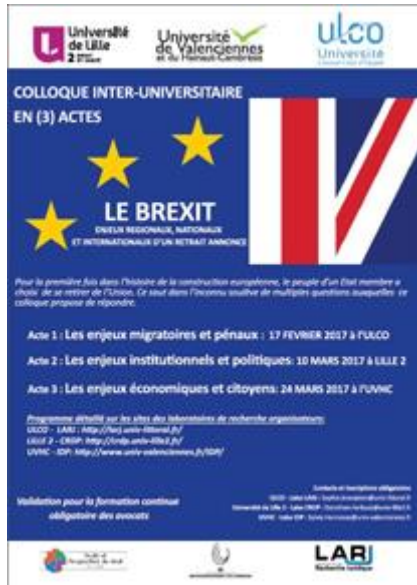 Université
de Lille
2
Université
de Valenciennes
et du Hainaut-Cambrésis
ulco
Université
COLLOQUE INTER-UNIVERSITAIRE
EN (3) ACTES
LE BREXIT
ENJEUX REGIONAUX, NATIONAUX
ET INTERNATIONAUX D'UN RETRAIT ANNONCE
Pour la première fois dans l'histoire de la construction européenne, le peuple d'un Etat membre a
choisi de se retirer de l'Union. Ce saut dans l'inconnu soulève de multiples questions auxquelles ce
colloque propose de répondre.
Acte 1 : Les enjeux migratoires et pénaux : 17 FEVRIER 2017 à l'ULCO
Acte 2 : Les enjeux institutionnels et politiques: 10 MARS 2017 à LILLE 2
Acte 3 : Les enjeux économiques et citoyens: 24 MARS 2017 à l'UVHC
Programme détaillé sur les sites des laboratoires de recherche organisateurs:
ULCO - LARJ : http://larj.univ-littoral.fr/
LILLE 2 - CRDP: http://crdp.univ-lille2.fr/
UVHC - IDP: http://www.univ-valenciennes.fr/IDP/
Contacts et inscriptions obligatoires
Validation pour la formation continue
obligatoire des avocats
LARJ
Recherche Juridique